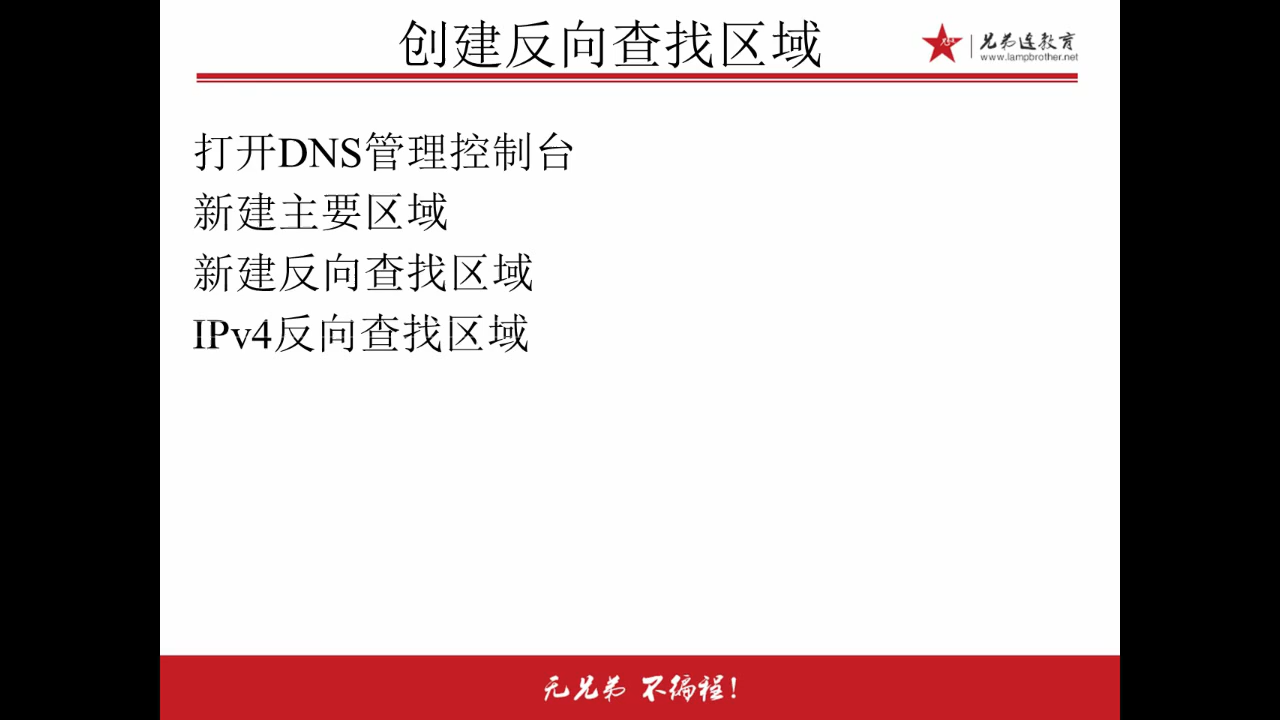 创建反向查找区域
兄弟连教育
www.lampbrother.net
打开DNS管理控制台
新建主要区域
新建反向查找区域
IPv4反向查找区域
无兄弟 不编程!